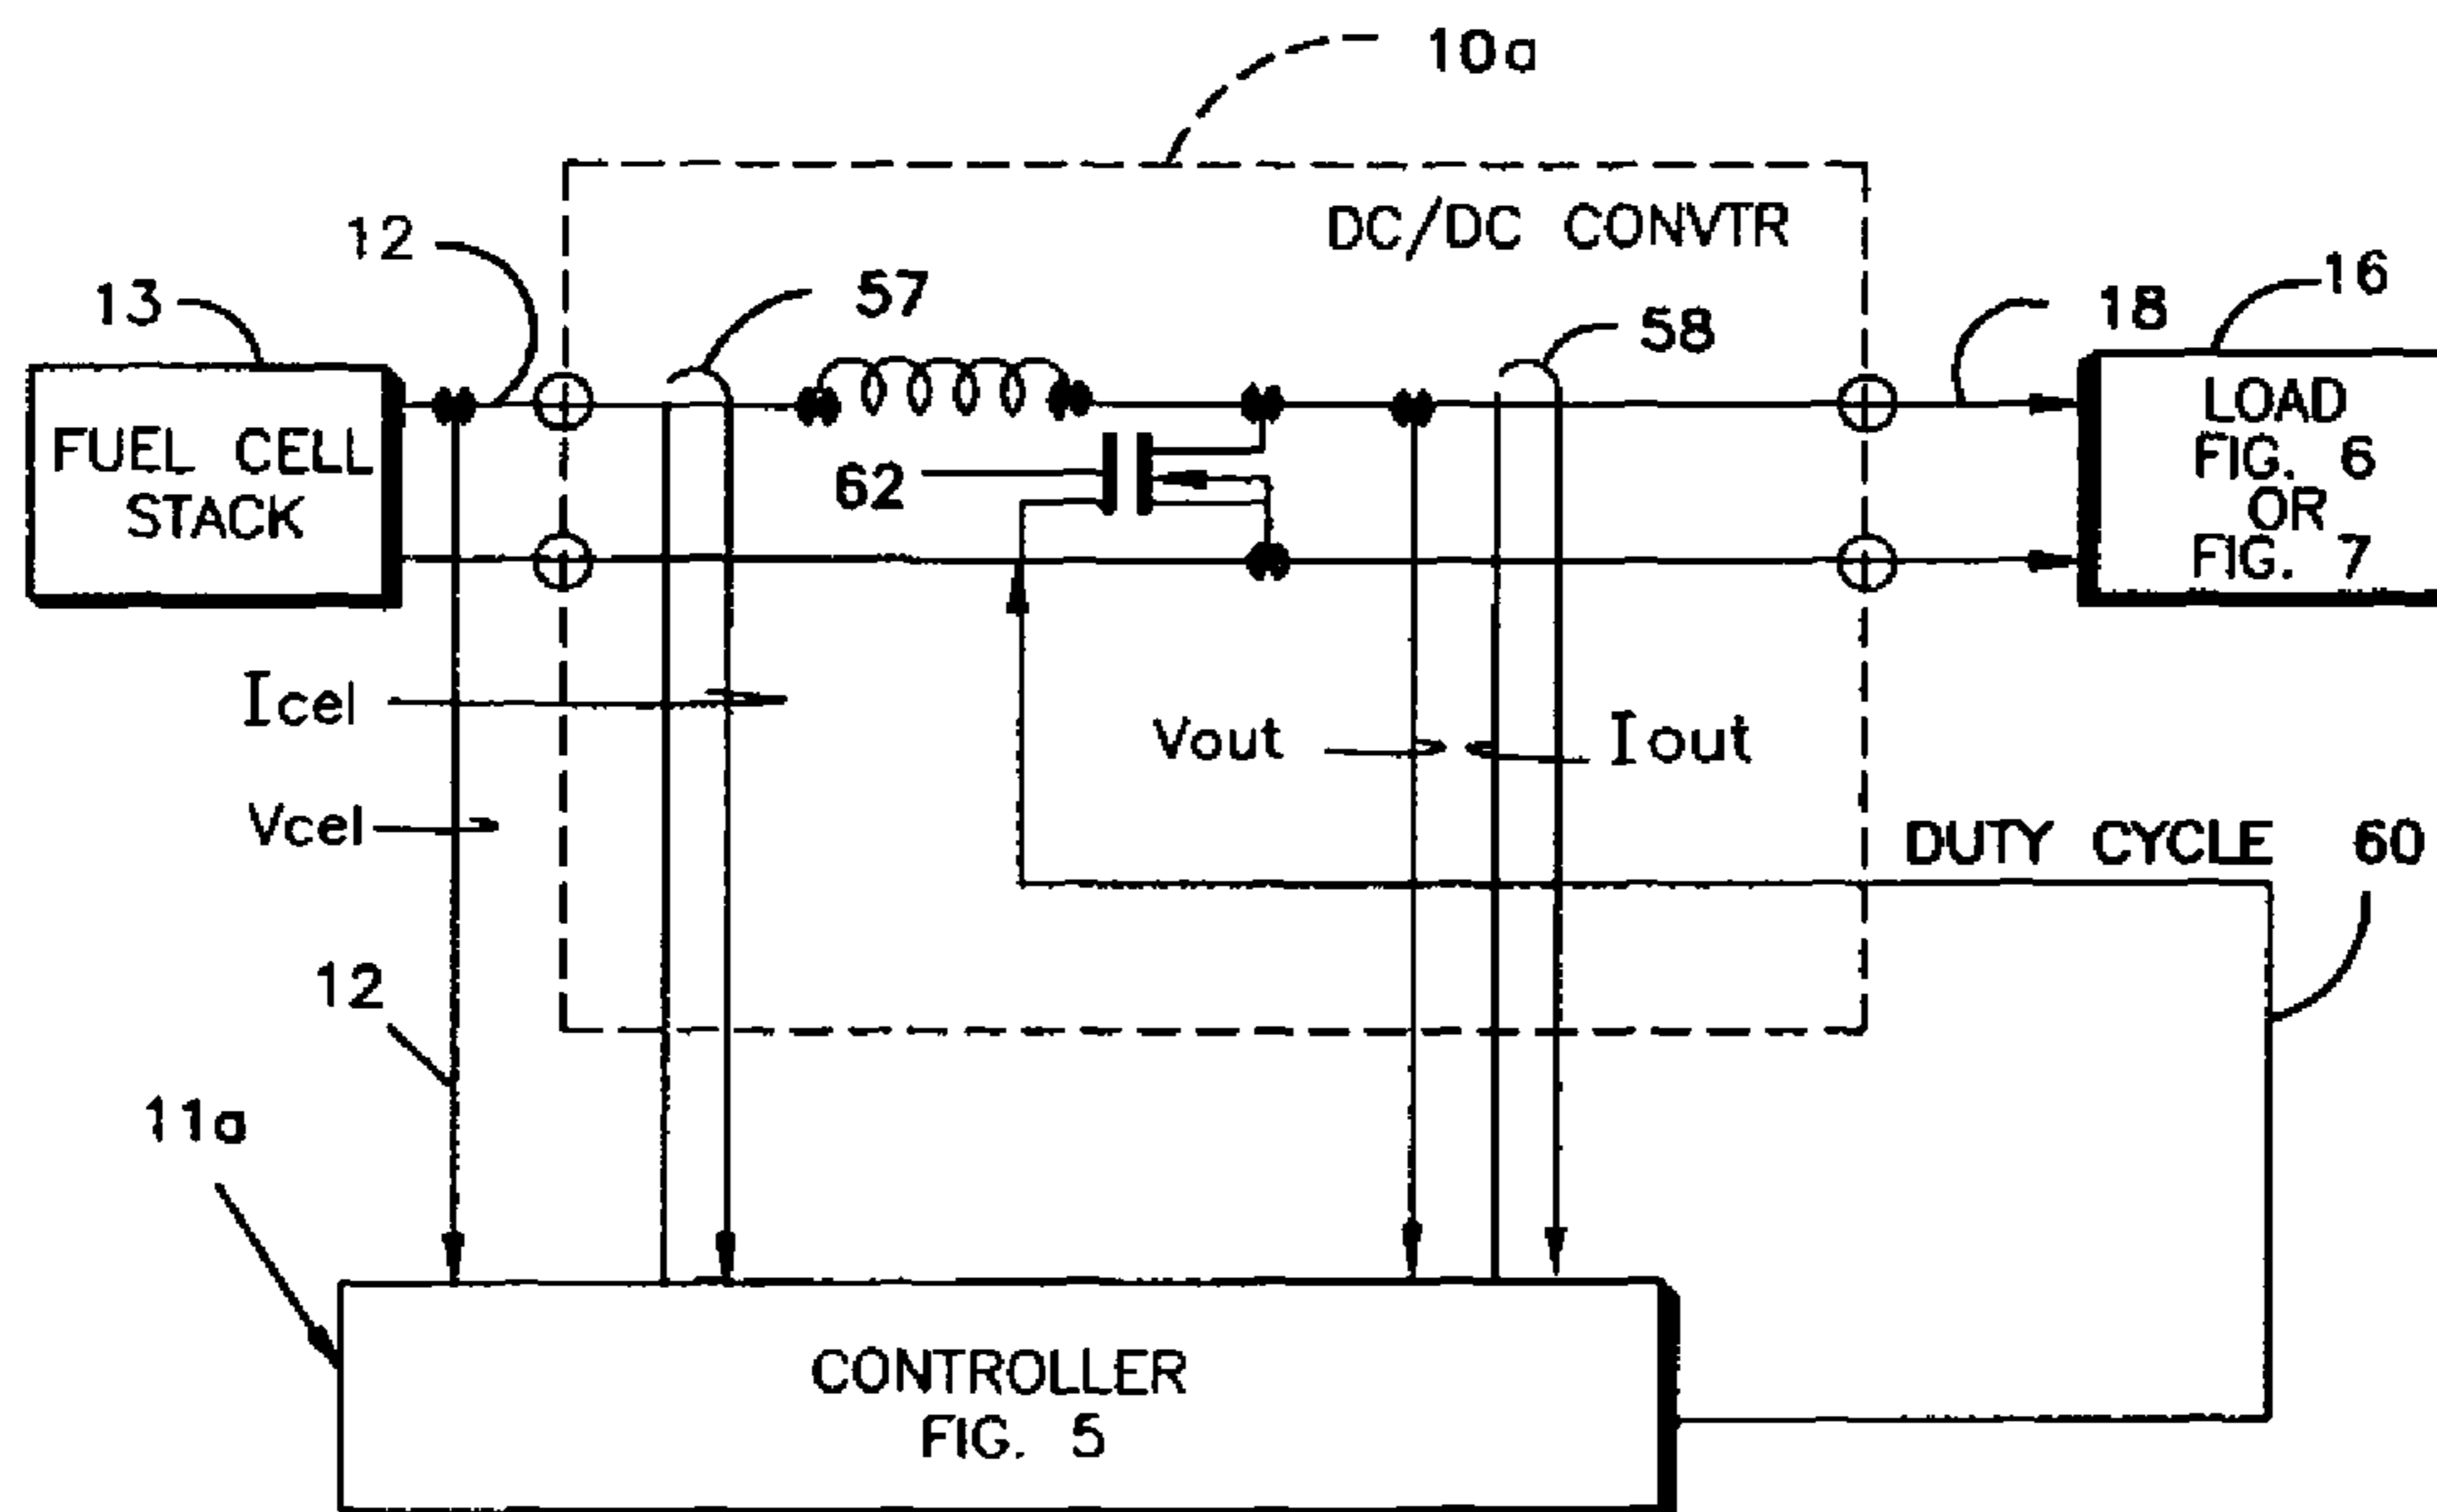 10a
DC/DC CONVTR
12
57
13
58
18
16
FUEL CELL
STACK
62
LOAD
FIG. 6
OR
FIG. 7
Icel
Vout
Iout
Vcel
DUTY CYCLE 60
12
11a
CONTROLLER
FIG. 5